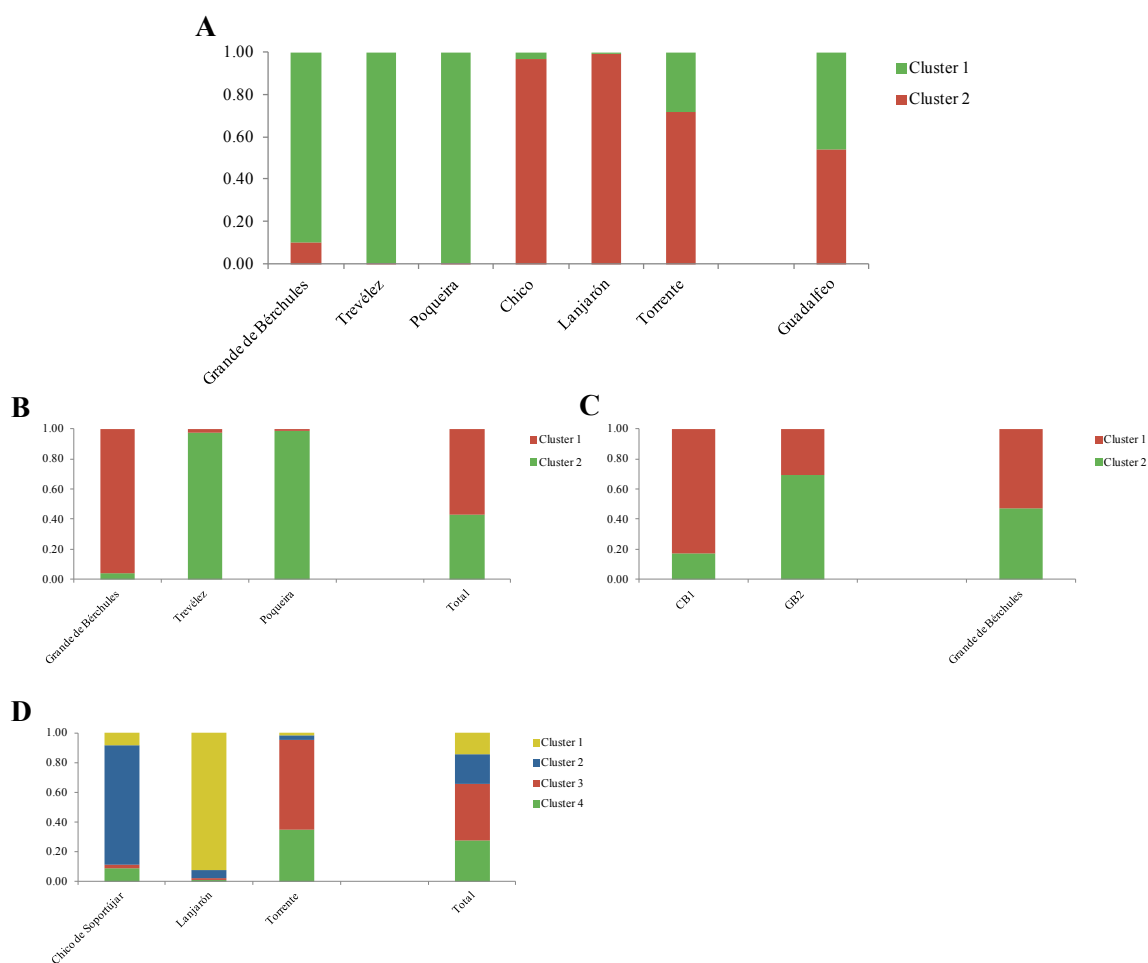 A
1.00
0.80
0.60
0.40
0.20
0.00
Cluster 1
Cluster 2
Grande de Bérchules
Trevélez
Poqueira
Chico
Lanjarón
Torrente
Guadalfeo
B
1.00
0.80
0.60
0.40
0.20
0.00
Cluster 1
Cluster 2
Grande de Bérchules
Trevélez
Poqueira
Total
C
1.00
0.80
0.60
0.40
0.20
0.00
Cluster 1
Cluster 2
CB1
GB2
Grande de Bérchules
D
1.00
0.80
0.60
0.40
0.20
0.00
Cluster 1
Cluster 2
Cluster 3
Cluster 4
Chico de Soportújar
Lanjarón
Torrente
Total